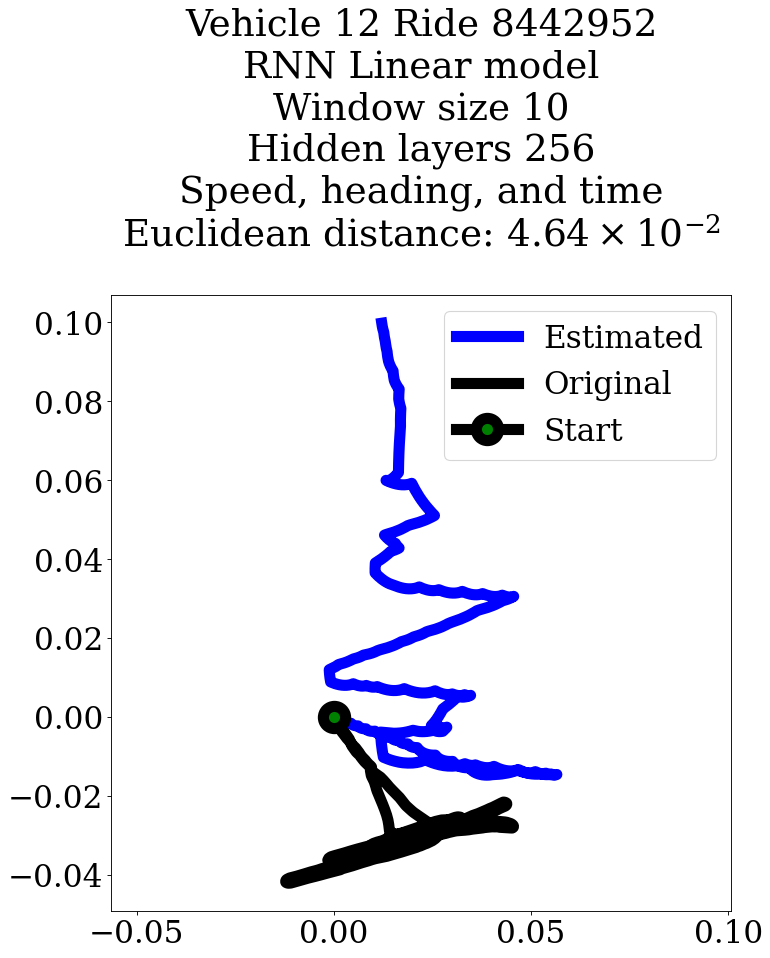 Vehicle 12 Ride 8442952
RNN Linear model
Window size 10
Hidden layers 256
Speed, heading, and time
Euclidean distance: 4.64 × 10⁻²
0.10
0.08
0.06
0.04
0.02
0.00
−0.02
−0.04
Estimated
Original
Start
−0.05 0.00 0.05 0.10